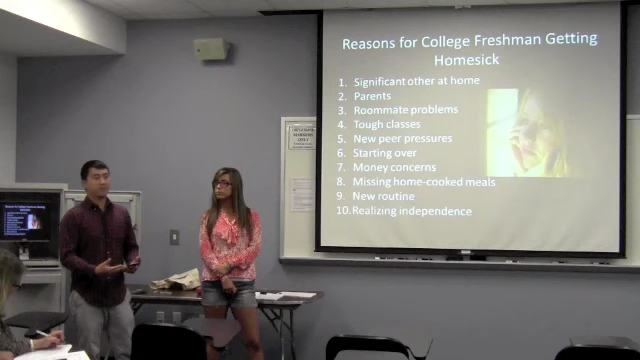 Reasons for College Freshman Getting
Homesick
1. Significant other at home
2. Parents
3. Roommate problems
4. Tough classes
5. New peer pressures
6. Starting over
7. Money concerns
8. Missing home-cooked meals
9. New routine
10. Realizing independence